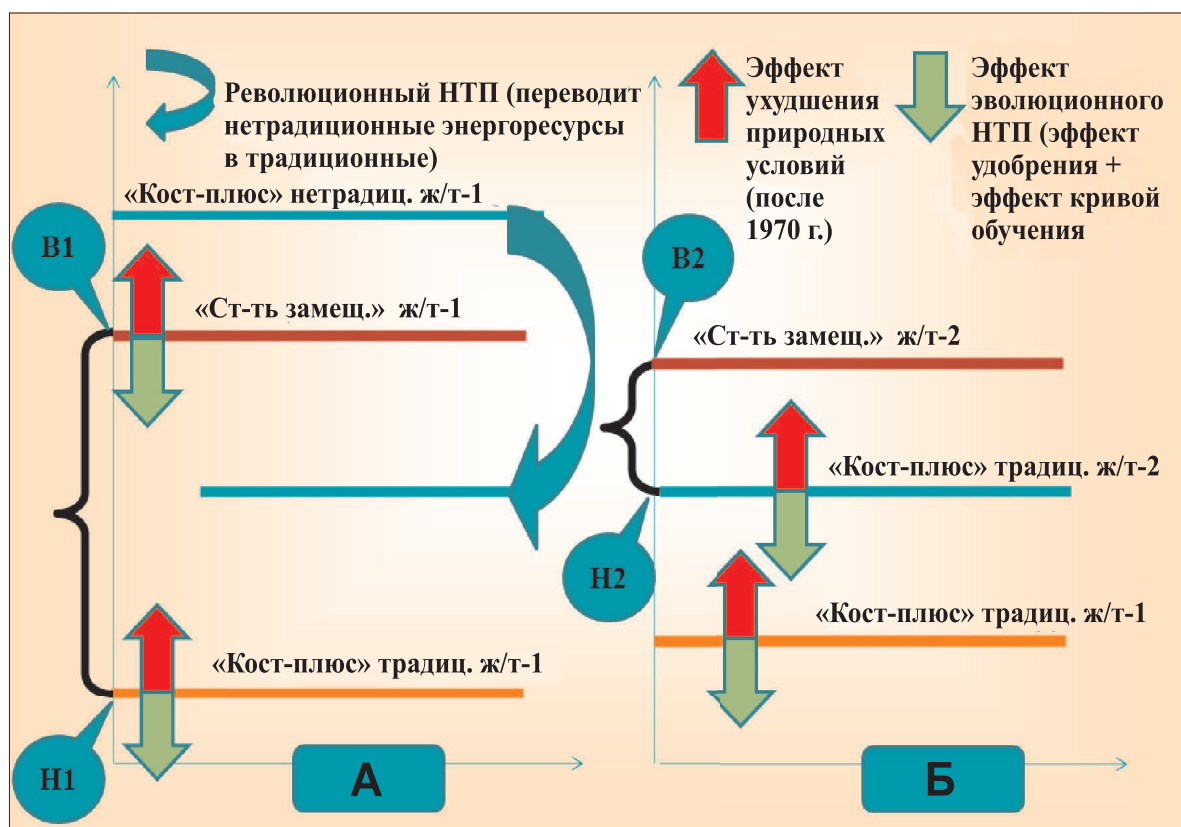 Революционный НТП (переводит
нетрадиционные энергоресурсы
в традиционные)
Эффект
ухудшения
природных
условий
(после
1970 г.)
Эффект
эволюционного
НТП (эффект
удобрения +
эффект кривой
обучения
«Кост-плюс» нетрадиц. ж/т-1
В1
«Ст-ть замещ.» ж/т-1
«Кост-плюс» традиц. ж/т-1
Н1
А
В2
«Ст-ть замещ.» ж/т-2
«Кост-плюс» традиц. ж/т-2
Н2
«Кост-плюс» традиц. ж/т-1
Б